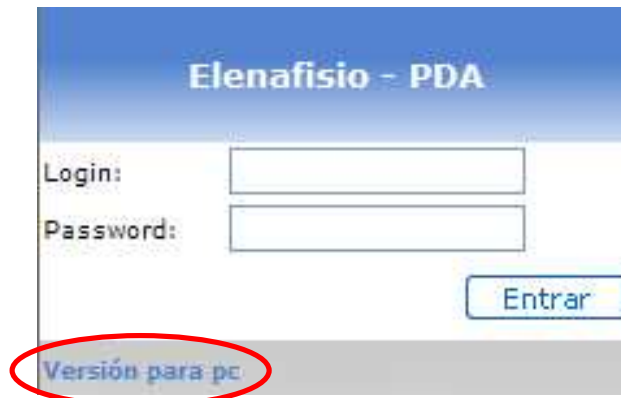 Elenafisio - PDA
Login:
Password:
Entrar
Versión para pc